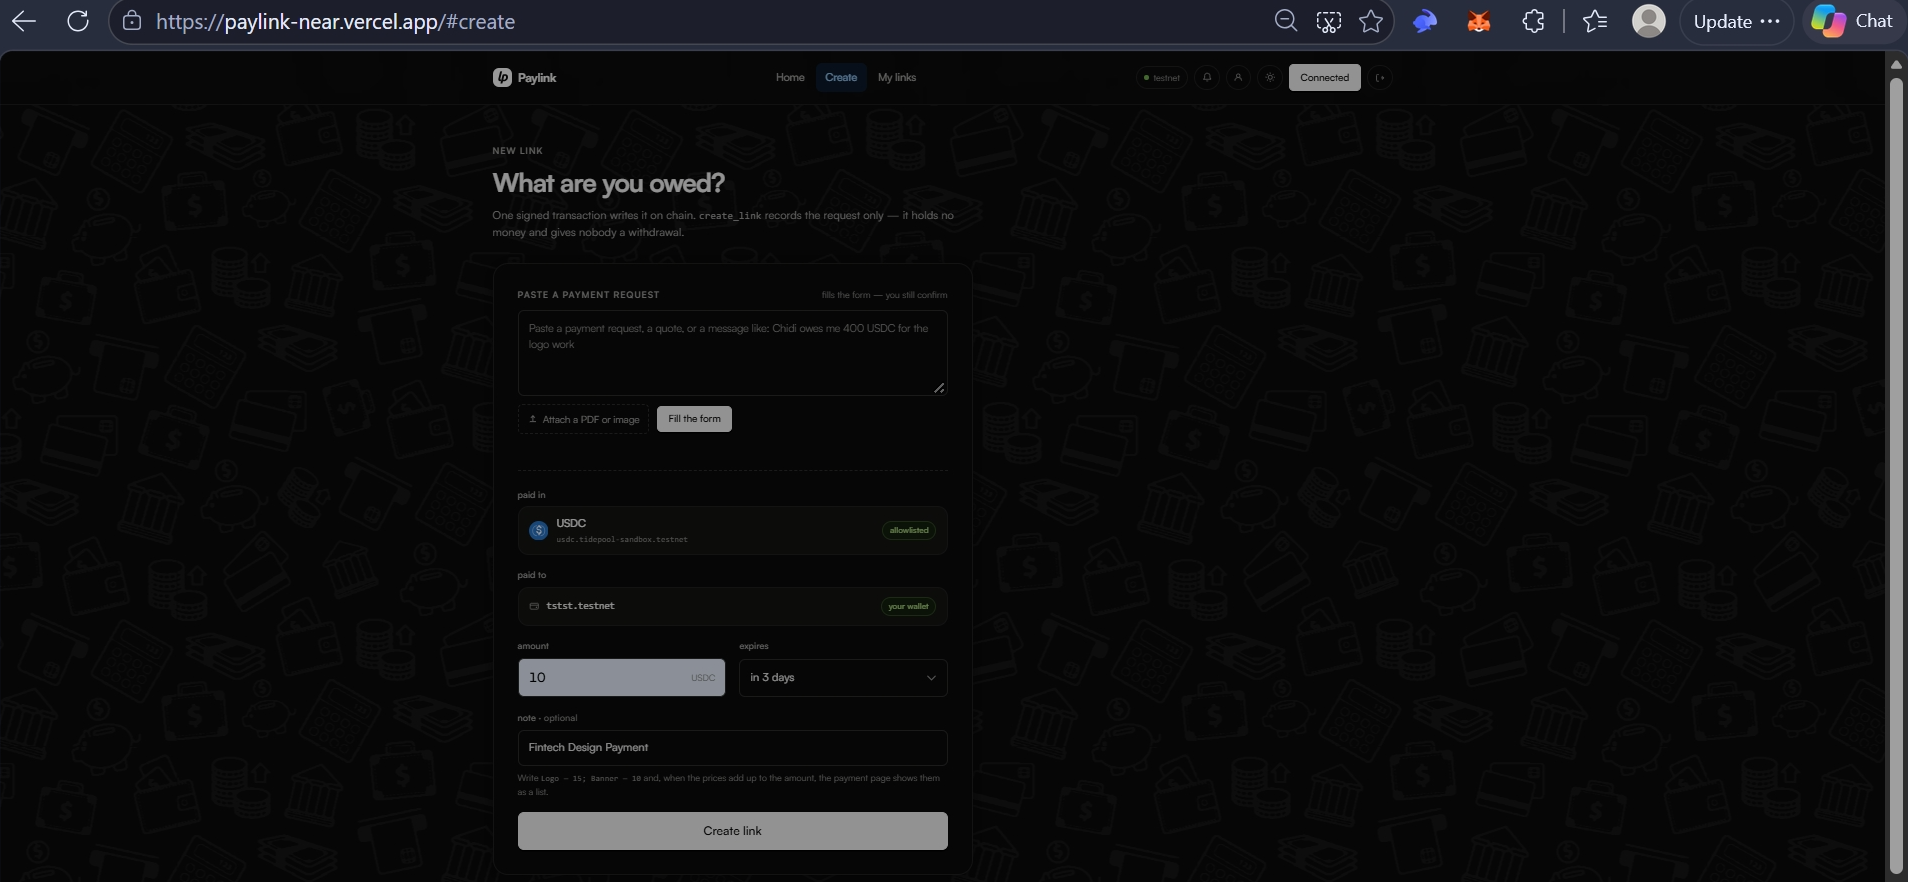 https://paylink-near.vercel.app/#create
Update
Chat
Paylink
Home
Create
My links
testnet
Connected
NEW LINK
What are you owed?
One signed transaction writes it on chain. create_link records the request only — it holds no
money and gives nobody a withdrawal.
PASTE A PAYMENT REQUEST
fills the form — you still confirm
Paste a payment request, a quote, or a message like: Chidi owes me 400 USDC for the
logo work
Attach a PDF or image
Fill the form
paid in
USDC
usdc.tidepool-sandbox.testnet
allowlisted
paid to
tstst.testnet
your wallet
amount
expires
10
USDC
in 3 days
note - optional
Fintech Design Payment
Write Logo — 15; Banner — 10 and, when the prices add up to the amount, the payment page shows them
as a list.
Create link